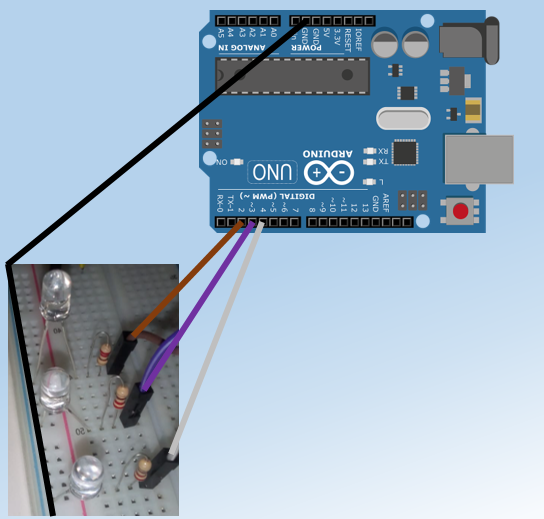 A5 A4 A3 A2 A1 A0 GND GND 5V 3.3V RESET IOREF
ANALOG IN POWER
RX
TX
ON
UNO
ARDUINO
L
DIGITAL (PWM ~)
RX←0 TX→1 2 ~3 4 ~5 ~6 7 8 ~9 ~10 ~11 12 13 GND AREF
20